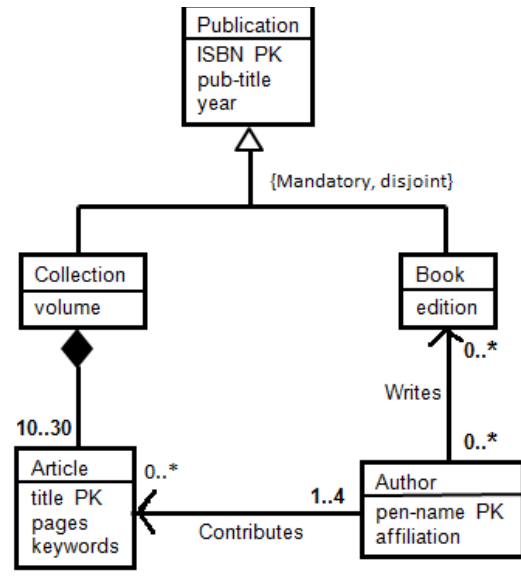 Publication
ISBN PK
pub-title
year
{Mandatory, disjoint}
Collection
volume
Book
edition
0..*
Writes
10..30
0..*
Article
title PK
pages
keywords
0..*
1..4
Contributes
Author
pen-name PK
affiliation